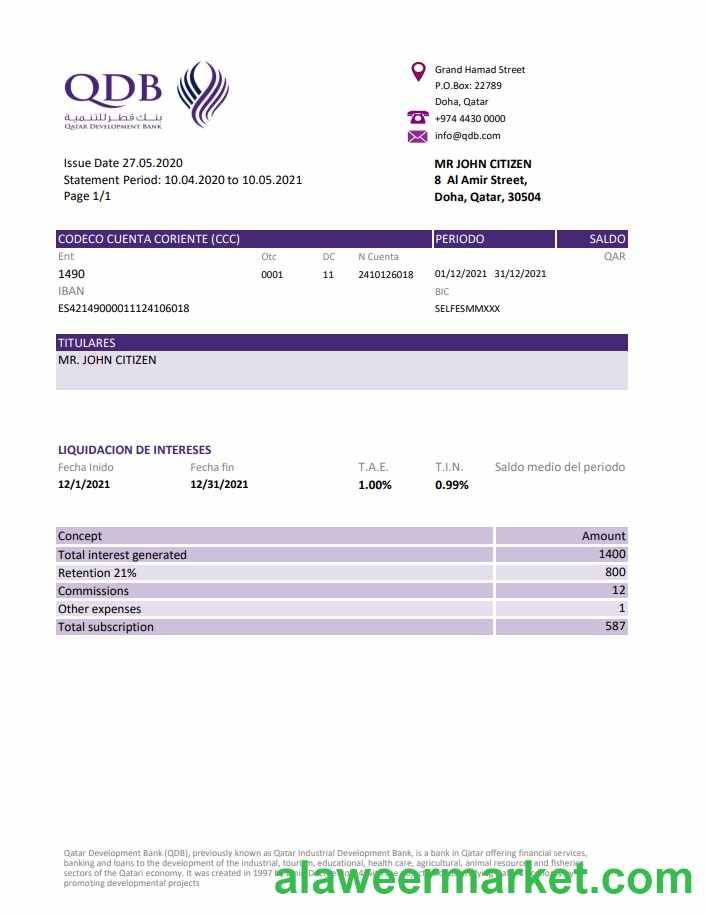 QDB
بنك قطر للتنمية
QATAR DEVELOPMENT BANK
Grand Hamad Street
P.O.Box: 22789
Doha, Qatar
+974 4430 0000
info@qdb.com
Issue Date 27.05.2020
Statement Period: 10.04.2020 to 10.05.2021
Page 1/1
MR JOHN CITIZEN
8 Al Amir Street,
Doha, Qatar, 30504
CODECO CUENTA CORIENTE (CCC) PERIODO SALDO
Ent Otc DC N Cuenta QAR
1490 0001 11 2410126018 01/12/2021 31/12/2021
IBAN BIC
ES42149000011124106018 SELFESMMXXX
TITULARES
MR. JOHN CITIZEN
LIQUIDACION DE INTERESES
Fecha Inido Fecha fin T.A.E. T.I.N. Saldo medio del periodo
12/1/2021 12/31/2021 1.00% 0.99%
Concept Amount
Total interest generated 1400
Retention 21% 800
Commissions 12
Other expenses 1
Total subscription 587
Qatar Development Bank (QDB), previously known as Qatar Industrial Development Bank, is a bank in Qatar offering financial services,
banking and loans to the development of the industrial, tourism, educational, health care, agricultural, animal resources and fisheries
sectors of the Qatari economy. It was created in 1997
promoting developmental projects
alaweermarket.com